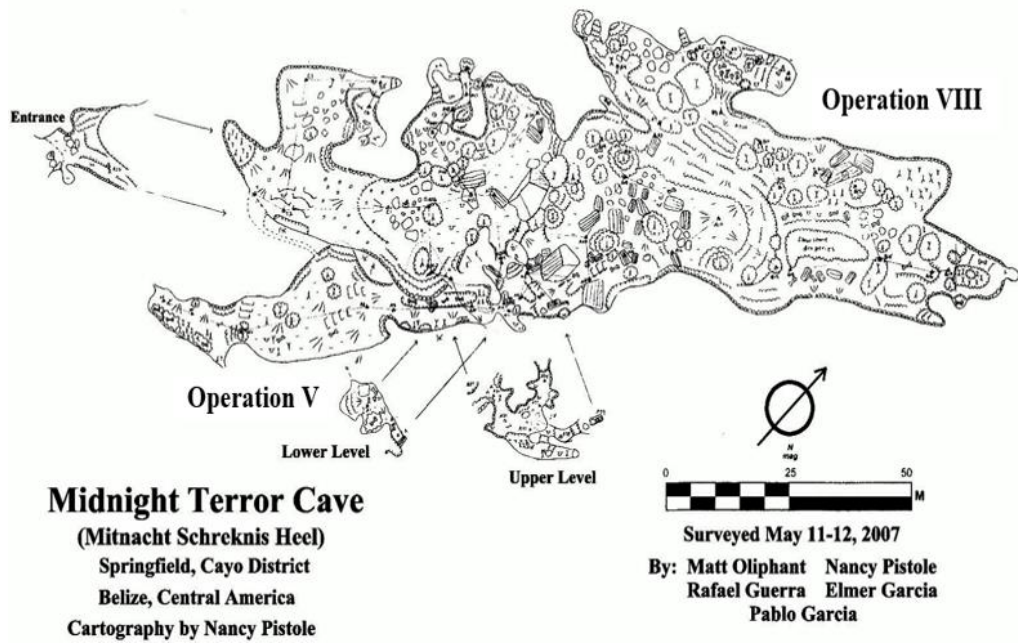 Entrance
Operation VIII
Operation V
Lower Level
Upper Level
N
mag
0 25 50
M
Midnight Terror Cave
(Mitnacht Schreknis Heel)
Springfield, Cayo District
Belize, Central America
Cartography by Nancy Pistole
Surveyed May 11-12, 2007
By: Matt Oliphant Nancy Pistole
Rafael Guerra Elmer Garcia
Pablo Garcia